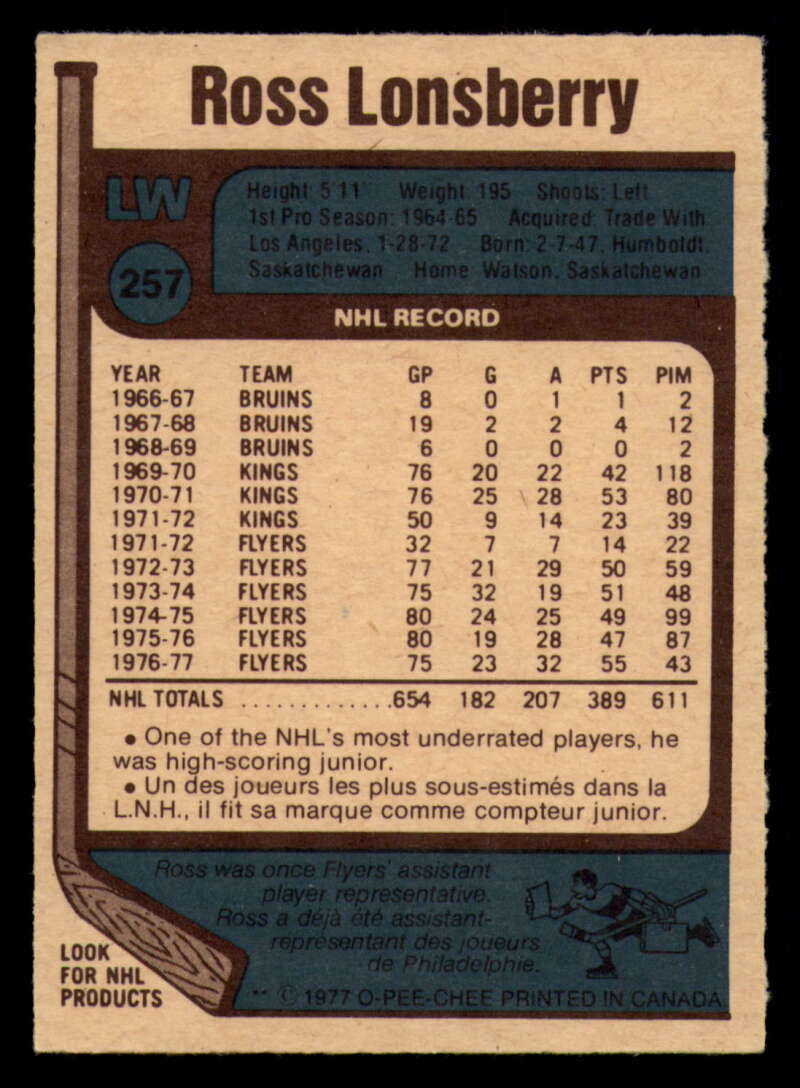 Ross Lonsberry
LW
257
Height: 5'11 Weight: 195 Shoots: Left
1st Pro Season: 1964-65 Acquired: Trade With
Los Angeles, 1-28-72 Born: 2-7-47, Humboldt,
Saskatchewan Home Watson, Saskatchewan
NHL RECORD
YEAR TEAM GP G A PTS PIM
1966-67 BRUINS 8 0 1 1 2
1967-68 BRUINS 19 2 2 4 12
1968-69 BRUINS 6 0 0 0 2
1969-70 KINGS 76 20 22 42 118
1970-71 KINGS 76 25 28 53 80
1971-72 KINGS 50 9 14 23 39
1971-72 FLYERS 32 7 7 14 22
1972-73 FLYERS 77 21 29 50 59
1973-74 FLYERS 75 32 19 51 48
1974-75 FLYERS 80 24 25 49 99
1975-76 FLYERS 80 19 28 47 87
1976-77 FLYERS 75 23 32 55 43
NHL TOTALS .............654 182 207 389 611
• One of the NHL's most underrated players, he
was high-scoring junior.
• Un des joueurs les plus sous-estimés dans la
L.N.H., il fit sa marque comme compteur junior.
Ross was once Flyers' assistant
player representative.
Ross a déjà été assistant-
représentant des joueurs
de Philadelphie.
LOOK
FOR NHL
PRODUCTS
** © 1977 O-PEE-CHEE PRINTED IN CANADA